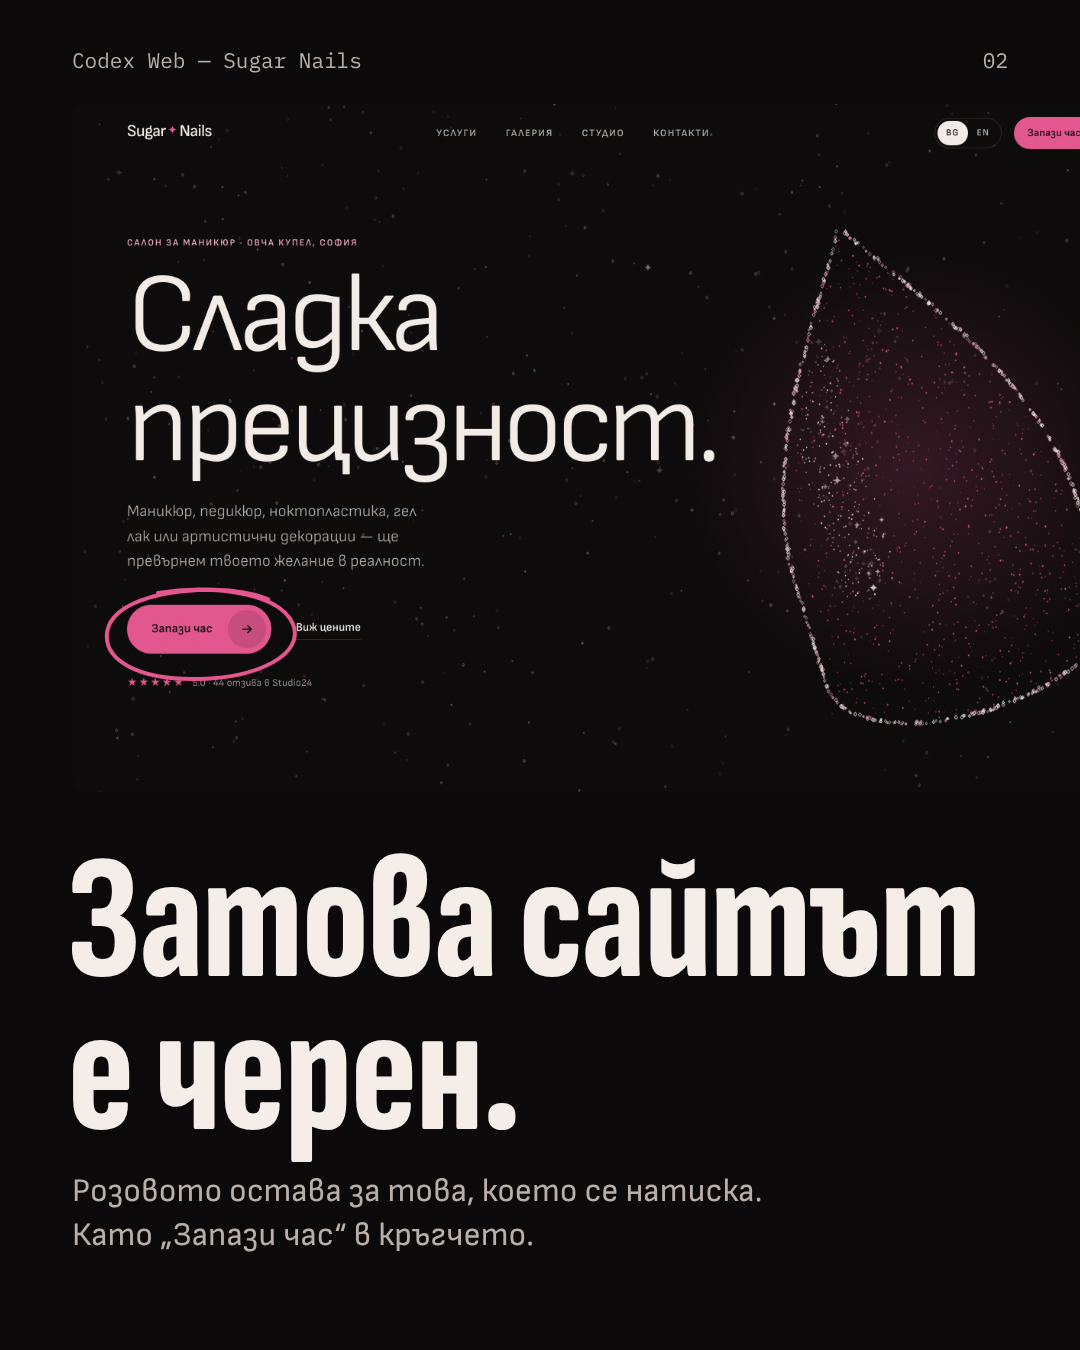 Codex Web — Sugar Nails
02
Sugar✦Nails
УСЛУГИ ГАЛЕРИЯ СТУДИО КОНТАКТИ
BG EN
Запази час
САЛОН ЗА МАНИКЮР · ОВЧА КУПЕЛ, СОФИЯ
Сладка
прецизност.
Маникюр, педикюр, ноктопластика, гел
лак или артистични декорации — ще
превърнем твоето желание в реалност.
Запази час →
Виж цените
★★★★★ 5.0 · 44 отзива в Studio24
Затова сайтът
е черен.
Розовото остава за това, което се натиска.
Като „Запази час“ в кръгчето.